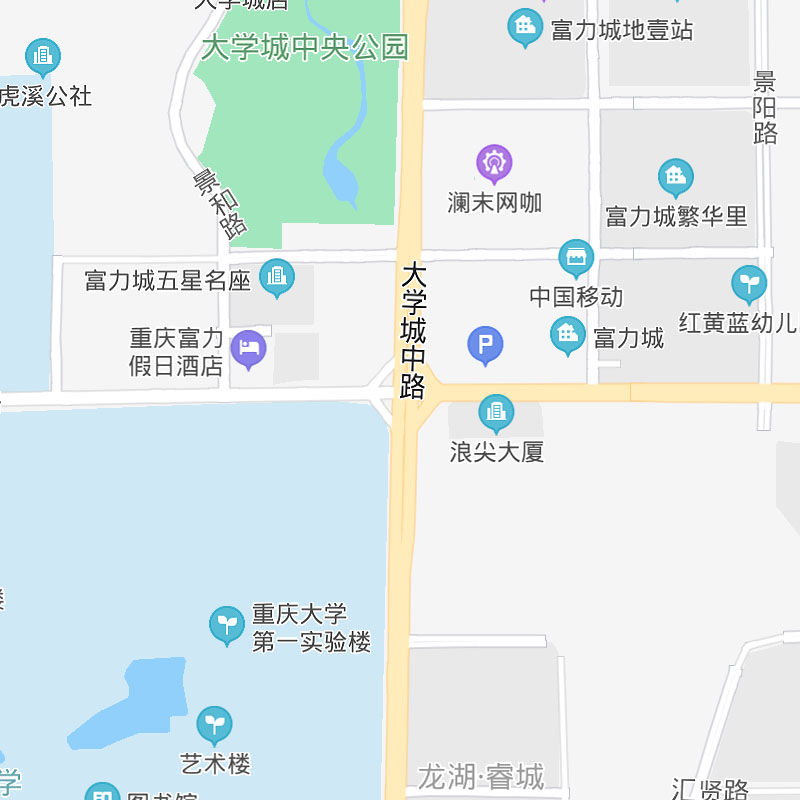 大学城店
大学城中央公园
富力城地壹站
虎溪公社
景阳路
景和路
澜末网咖
富力城繁华里
富力城五星名座
大学城中路
中国移动
红黄蓝幼儿
重庆富力
假日酒店
P
富力城
浪尖大厦
重庆大学
第一实验楼
艺术楼
龙湖·睿城
学
图书馆
汇贤路